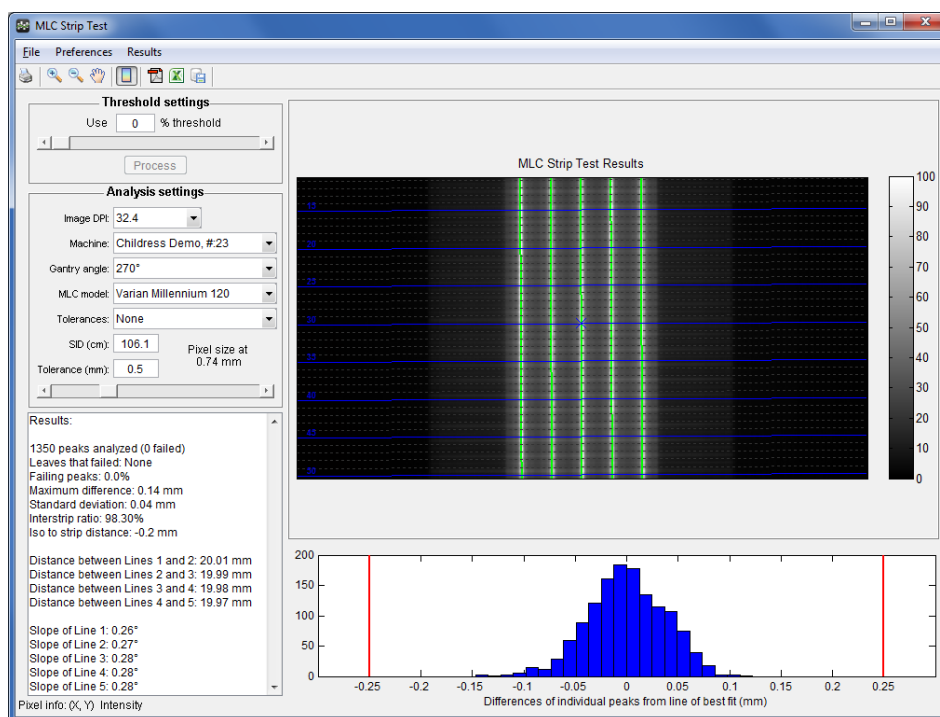 MLC Strip Test
File Preferences Results
Threshold settings
Use 0 % threshold
Process
Analysis settings
Image DPI: 32.4
Machine: Childress Demo, #:23
Gantry angle: 270°
MLC model: Varian Millennium 120
Tolerances: None
SID (cm): 106.1
Pixel size at
0.74 mm
Tolerance (mm): 0.5
Results:
1350 peaks analyzed (0 failed)
Leaves that failed: None
Failing peaks: 0.0%
Maximum difference: 0.14 mm
Standard deviation: 0.04 mm
Interstrip ratio: 98.30%
Iso to strip distance: -0.2 mm
Distance between Lines 1 and 2: 20.01 mm
Distance between Lines 2 and 3: 19.99 mm
Distance between Lines 3 and 4: 19.98 mm
Distance between Lines 4 and 5: 19.97 mm
Slope of Line 1: 0.26°
Slope of Line 2: 0.27°
Slope of Line 3: 0.28°
Slope of Line 4: 0.28°
Slope of Line 5: 0.28°
Pixel info: (X, Y) Intensity
MLC Strip Test Results
100
90
80
70
60
50
40
30
20
10
0
200
150
100
50
0
-0.25 -0.2 -0.15 -0.1 -0.05 0 0.05 0.1 0.15 0.2 0.25
Differences of individual peaks from line of best fit (mm)